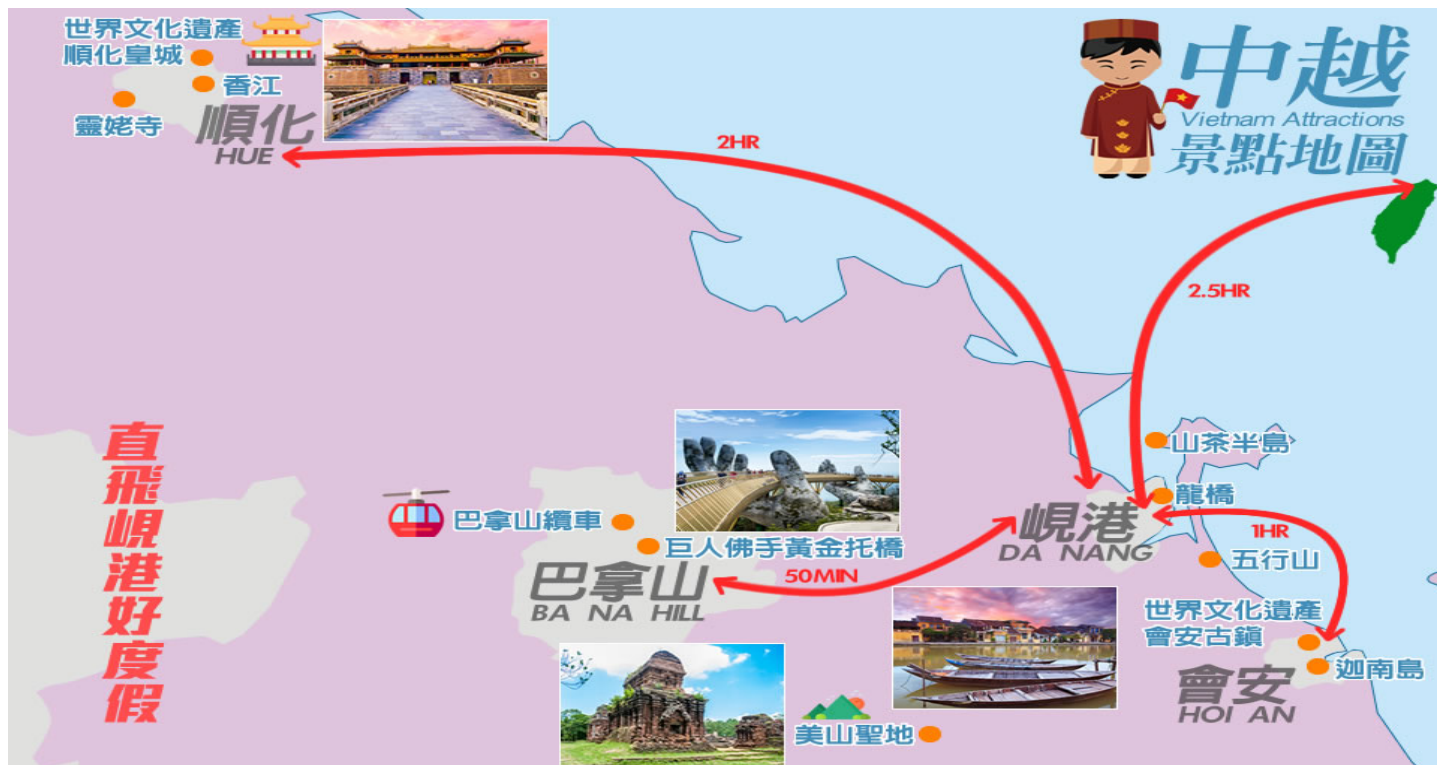 世界文化遺產
順化皇城
香江
靈姥寺
順化
HUE
2HR
中越
Vietnam Attractions
景點地圖
2.5HR
直飛峴港好度假
巴拿山纜車
巨人佛手黃金托橋
巴拿山
BA NA HILL
50MIN
山茶半島
龍橋
峴港
DA NANG
1HR
五行山
世界文化遺產
會安古鎮
迦南島
會安
HOI AN
美山聖地